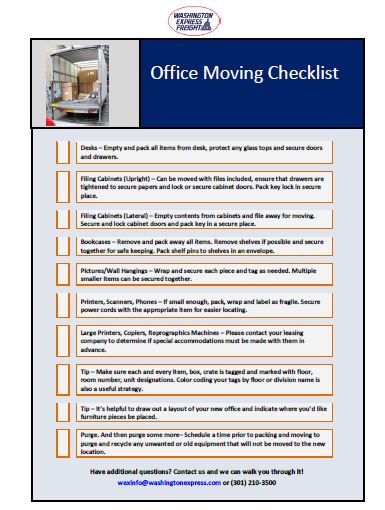 WASHINGTON
EXPRESS
FREIGHT
Office Moving Checklist
Desks – Empty and pack all items from desk, protect any glass tops and secure doors
and drawers.
Filing Cabinets (Upright) – Can be moved with files included, ensure that drawers are
tightened to secure papers and lock or secure cabinet doors. Pack key lock in secure
place.
Filing Cabinets (Lateral) – Empty contents from cabinets and file away for moving.
Secure and lock cabinet doors and pack key in a secure place.
Bookcases – Remove and pack away all items. Remove shelves if possible and secure
together for safe keeping. Pack shelf pins to shelves in an envelope.
Pictures/Wall Hangings – Wrap and secure each piece and tag as needed. Multiple
smaller items can be secured together.
Printers, Scanners, Phones – If small enough, pack, wrap and label as fragile. Secure
power cords with the appropriate item for easier locating.
Large Printers, Copiers, Reprographics Machines – Please contact your leasing
company to determine if special accommodations must be made with them in
advance.
Tip – Make sure each and every item, box, crate is tagged and marked with floor,
room number, unit designations. Color coding your tags by floor or division name is
also a useful strategy.
Tip – It's helpful to draw out a layout of your new office and indicate where you'd like
furniture pieces be placed.
Purge. And then purge some more– Schedule a time prior to packing and moving to
purge and recycle any unwanted or old equipment that will not be moved to the new
location.
Have additional questions? Contact us and we can walk you through it!
wexinfo@washingtonexpress.com or (301) 210-3500